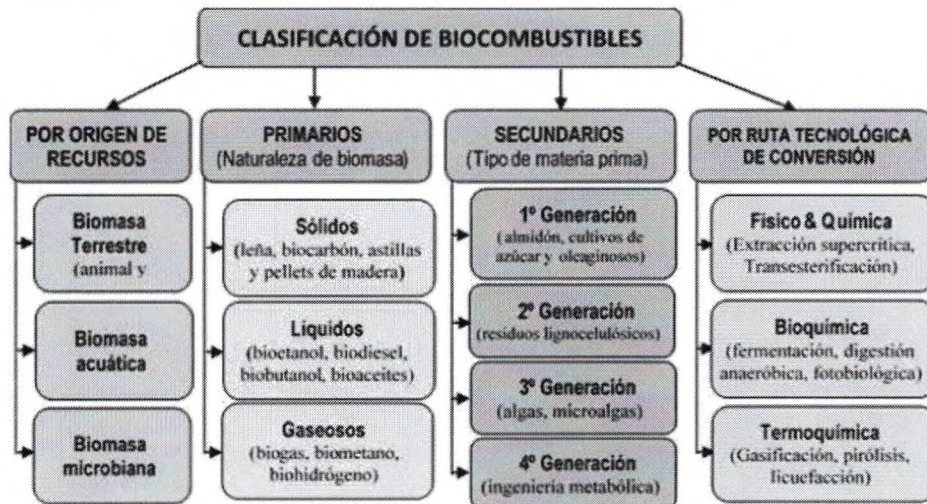 CLASIFICACIÓN DE BIOCOMBUSTIBLES
POR ORIGEN DE
RECURSOS
Biomasa
Terrestre
(animal y
Biomasa
acuática
Biomasa
microbiana
PRIMARIOS
(Naturaleza de biomasa)
Sólidos
(leña, biocarbón, astillas
y pellets de madera)
Líquidos
(bioetanol, biodiesel,
biobutanol, bioaceites)
Gaseosos
(biogas, biometano,
biohidrógeno)
SECUNDARIOS
(Tipo de matería prima)
1º Generación
(almidón, cultivos de
azúcar y oleaginosos)
2º Generación
(residuos lignocelulósicos)
3º Generación
(algas, microalgas)
4º Generación
(ingeniería metabólica)
POR RUTA TECNOLÓGICA
DE CONVERSIÓN
Físico & Química
(Extracción supercrítica,
Transesterificación)
Bioquímica
(fermentación, digestión
anaeróbica, fotobiológica)
Termoquímica
(Gasificación, pirólisis,
licuefacción)